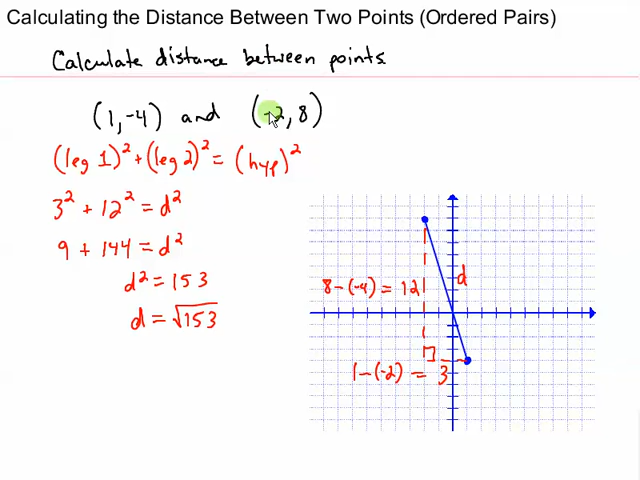 Calculating the Distance Between Two Points (Ordered Pairs)
Calculate distance between points
(1,-4) and (-2,8)
(leg 1)² + (leg 2)² = (hyp)²
3² + 12² = d²
9 + 144 = d²
d² = 153
d = √153
d
8-(-4) = 12
1-(-2) = 3